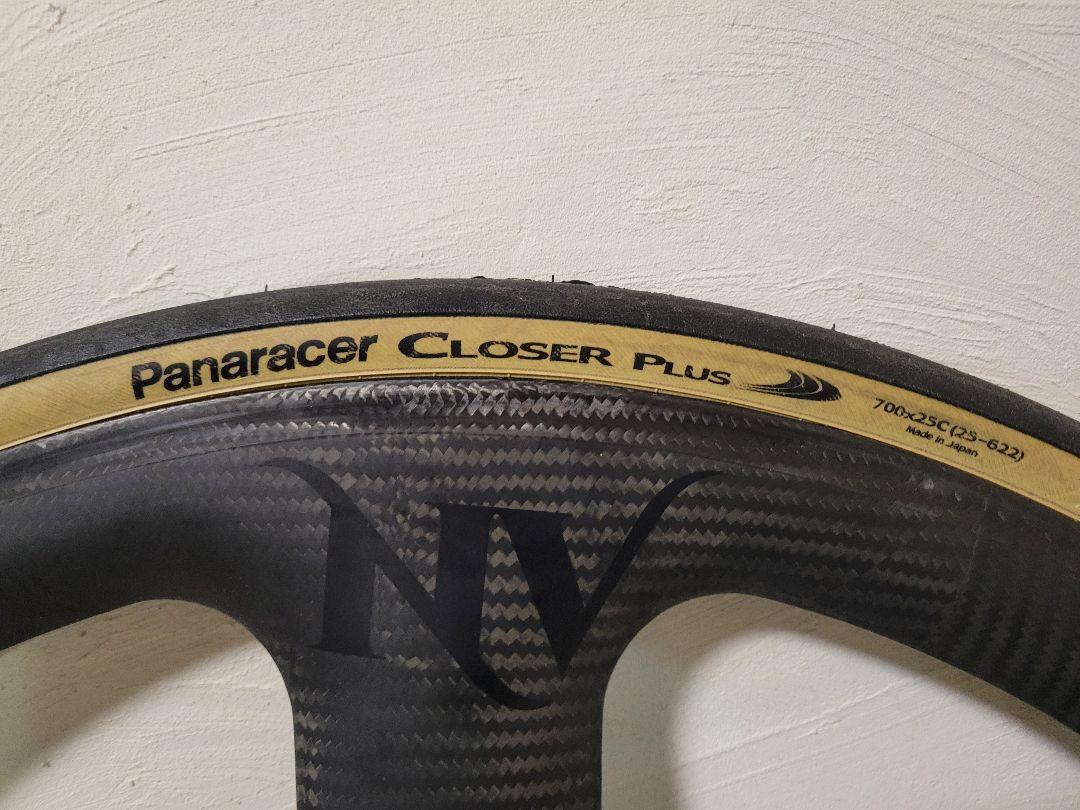 Panaracer CLOSER PLUS
700x25C (25-622)
Made in Japan
NV